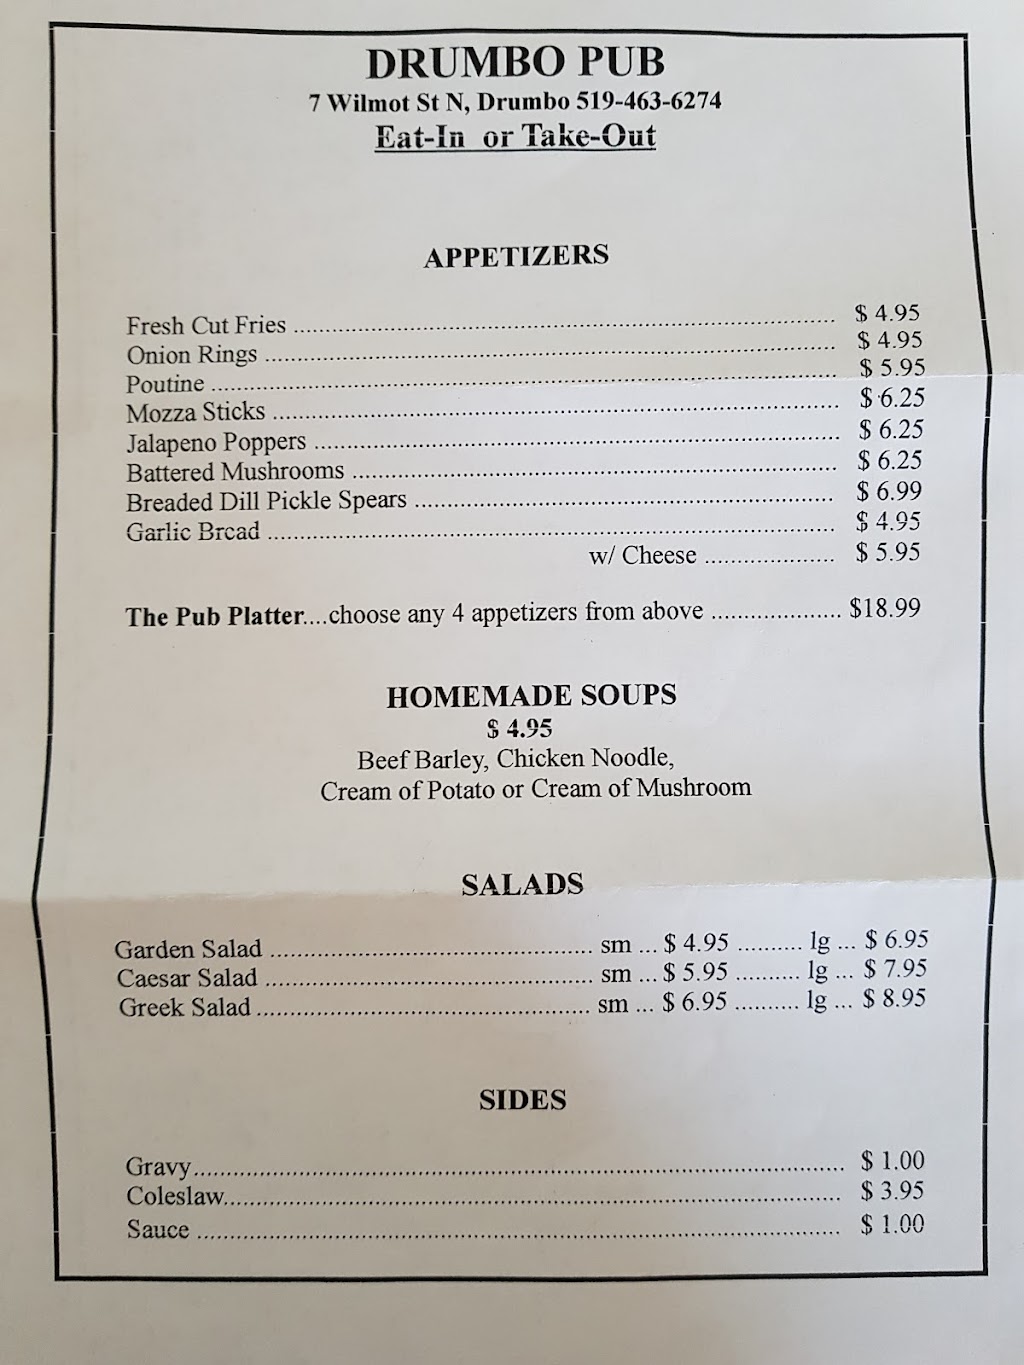 DRUMBO PUB
7 Wilmot St N, Drumbo 519-463-6274
Eat-In or Take-Out
APPETIZERS
Fresh Cut Fries ........ $ 4.95
Onion Rings ........ $ 4.95
Poutine ........ $ 5.95
Mozza Sticks ........ $ 6.25
Jalapeno Poppers ........ $ 6.25
Battered Mushrooms ........ $ 6.25
Breaded Dill Pickle Spears ........ $ 6.99
Garlic Bread ........ $ 4.95
w/ Cheese ........ $ 5.95
The Pub Platter....choose any 4 appetizers from above ........ $18.99
HOMEMADE SOUPS
$ 4.95
Beef Barley, Chicken Noodle,
Cream of Potato or Cream of Mushroom
SALADS
Garden Salad ........ sm ... $ 4.95 .......... lg ... $ 6.95
Caesar Salad ........ sm ... $ 5.95 .......... lg ... $ 7.95
Greek Salad ........ sm ... $ 6.95 .......... lg ... $ 8.95
SIDES
Gravy........ $ 1.00
Coleslaw........ $ 3.95
Sauce ........ $ 1.00